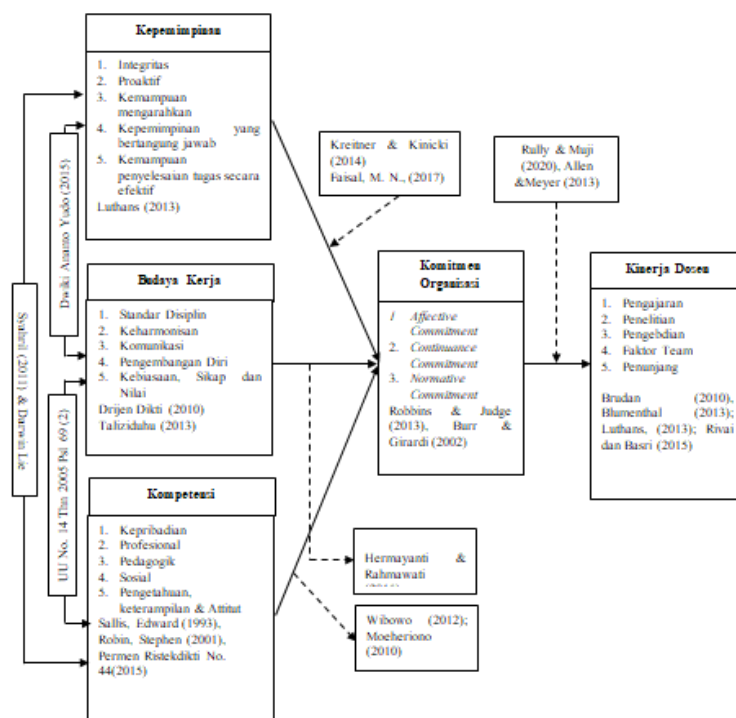 Kepemimpinan
1. Integritas
2. Proaktif
3. Kemampuan
mengarahkan
4. Kepemimpinan yang
bertangung jawab
5. Kemampuan
penyelesaian tugas secara
efektif
Luthans (2013)
Dwiki Anamo Yudo (2015)
Syahril (2011) & Darwin Lie
UU No. 14 Thn 2005 Psl 69 (2)
Budaya Kerja
1. Standar Disiplin
2. Keharmonisan
3. Komunikasi
4. Pengembangan Diri
5. Kebiasaan, Sikap dan
Nilai
Drijen Dikti (2010)
Taliziduhu (2013)
Kompetensi
1. Kepribadian
2. Profesional
3. Pedagogik
4. Sosial
5. Pengetahuan,
keterampilan & Attitut
Sallis, Edward (1993),
Robin, Stephen (2001),
Permen Ristekdikti No.
44(2015)
Kreitner & Kinicki
(2014)
Faisal, M. N., (2017)
Rully & Muji
(2020), Allen
&Meyer (2013)
Komitmen
Organisasi
1 Affective
Commitment
2. Continuance
Commitment
3. Normative
Commitment
Robbins & Judge
(2013), Burr &
Girardi (2002)
Kinerja Dosen
1. Pengajaran
2. Penelitian
3. Pengebdian
4. Faktor Team
5. Penunjang
Brudan (2010),
Blumenthal (2013);
Luthans, (2013); Rivai
dan Basri (2015)
Hermayanti &
Rahmawati
Wibowo (2012);
Moeheriono
(2010)